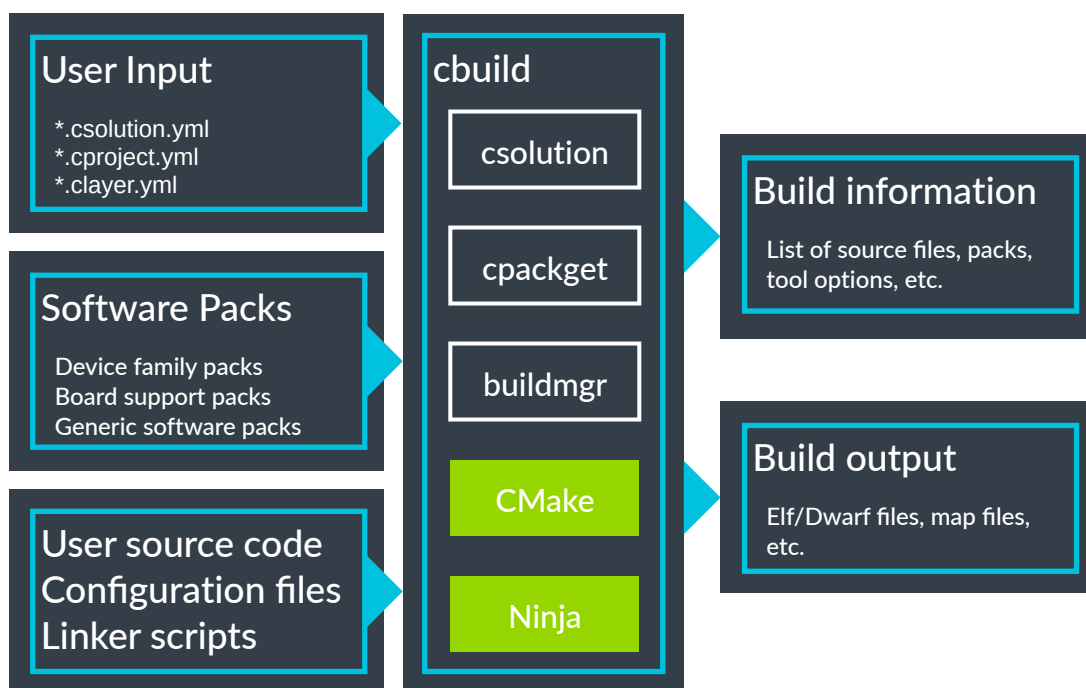 User Input
*.csolution.yml
*.cproject.yml
*.clayer.yml
Software Packs
Device family packs
Board support packs
Generic software packs
User source code
Configuration files
Linker scripts
cbuild
csolution
cpackget
buildmgr
CMake
Ninja
Build information
List of source files, packs,
tool options, etc.
Build output
Elf/Dwarf files, map files,
etc.